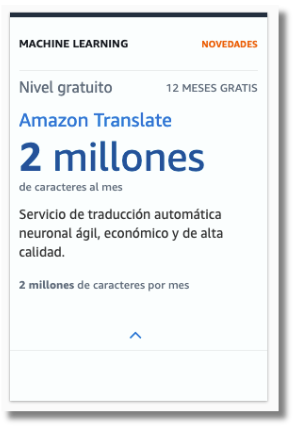 MACHINE LEARNING NOVEDADES
Nivel gratuito 12 MESES GRATIS
Amazon Translate
2 millones
de caracteres al mes
Servicio de traducción automática
neuronal ágil, económico y de alta
calidad.
2 millones de caracteres por mes